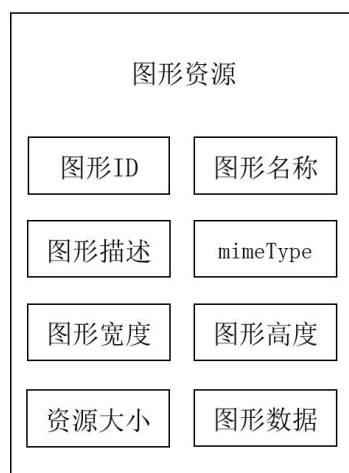 图形资源
图形ID 图形名称
图形描述 mimeType
图形宽度 图形高度
资源大小 图形数据